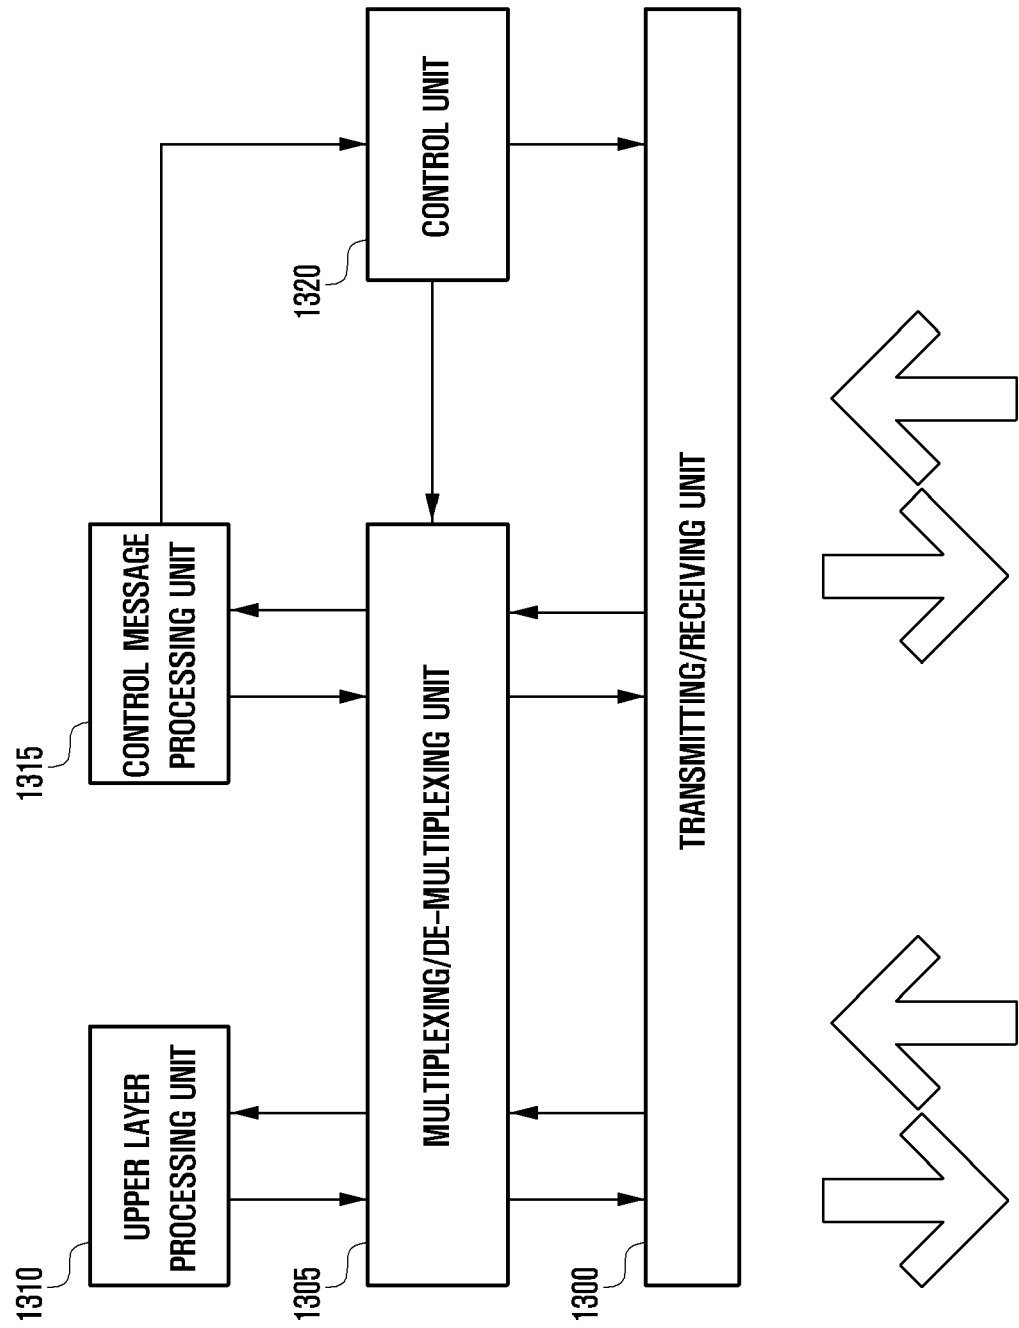 1310
UPPER LAYER
PROCESSING UNIT
1315
CONTROL MESSAGE
PROCESSING UNIT
1305
MULTIPLEXING/DE-MULTIPLEXING UNIT
1320
CONTROL UNIT
1300
TRANSMITTING/RECEIVING UNIT